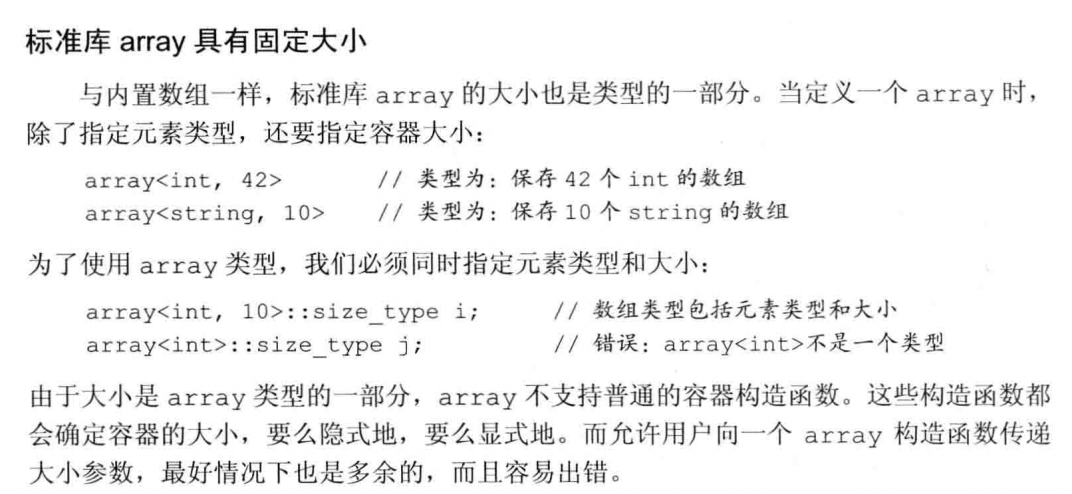 标准库 array 具有固定大小
与内置数组一样，标准库 array 的大小也是类型的一部分。当定义一个 array 时，
除了指定元素类型，还要指定容器大小：
array<int, 42> // 类型为：保存 42 个 int 的数组
array<string, 10> // 类型为：保存 10 个 string 的数组
为了使用 array 类型，我们必须同时指定元素类型和大小：
array<int, 10>::size_type i; // 数组类型包括元素类型和大小
array<int>::size_type j; // 错误：array<int>不是一个类型
由于大小是 array 类型的一部分，array 不支持普通的容器构造函数。这些构造函数都
会确定容器的大小，要么隐式地，要么显式地。而允许用户向一个 array 构造函数传递
大小参数，最好情况下也是多余的，而且容易出错。